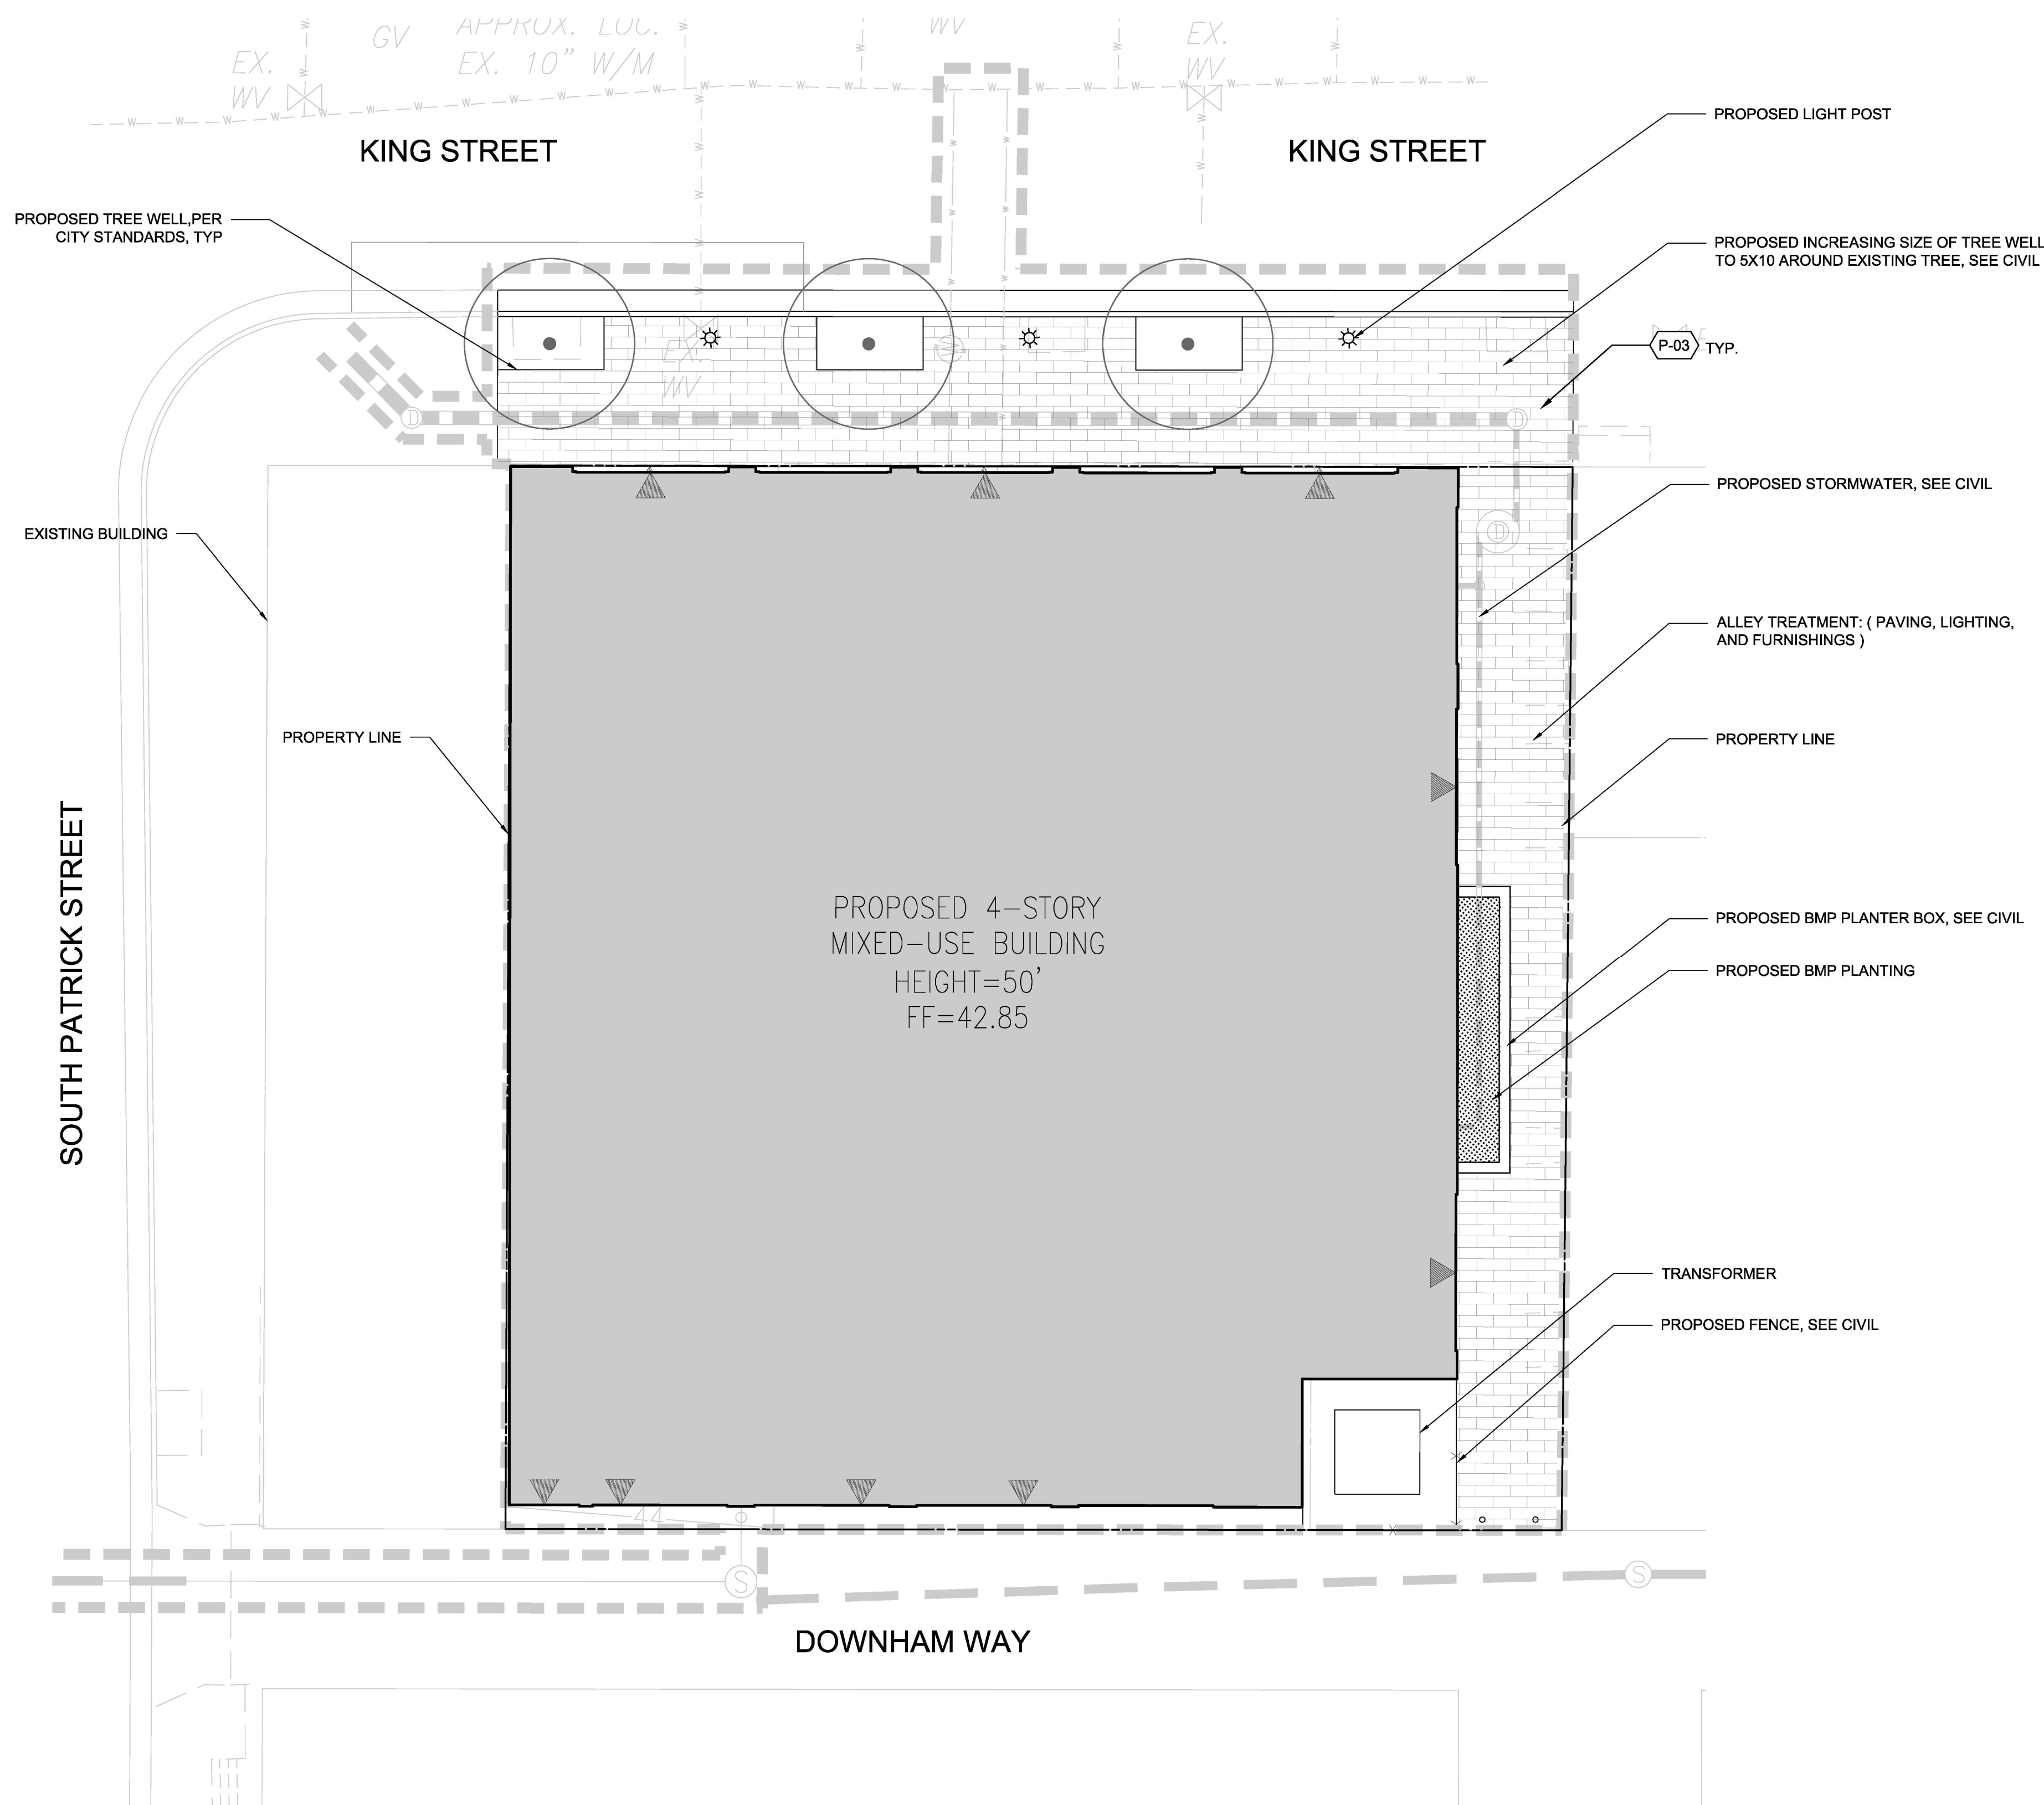 GV
APPROX. LOC.
WV
EX.
EX.
EX. 10" W/M
WV
WV
KING STREET
KING STREET
PROPOSED LIGHT POST
PROPOSED TREE WELL,PER
CITY STANDARDS, TYP
PROPOSED INCREASING SIZE OF TREE WELL
TO 5X10 AROUND EXISTING TREE, SEE CIVIL
P-03
TYP.
EX.
WV
D
D
PROPOSED STORMWATER, SEE CIVIL
D
EXISTING BUILDING
ALLEY TREATMENT: ( PAVING, LIGHTING,
AND FURNISHINGS )
PROPERTY LINE
PROPERTY LINE
SOUTH PATRICK STREET
PROPOSED 4-STORY
MIXED-USE BUILDING
HEIGHT=50'
FF=42.85
PROPOSED BMP PLANTER BOX, SEE CIVIL
PROPOSED BMP PLANTING
TRANSFORMER
PROPOSED FENCE, SEE CIVIL
44
S
S
DOWNHAM WAY